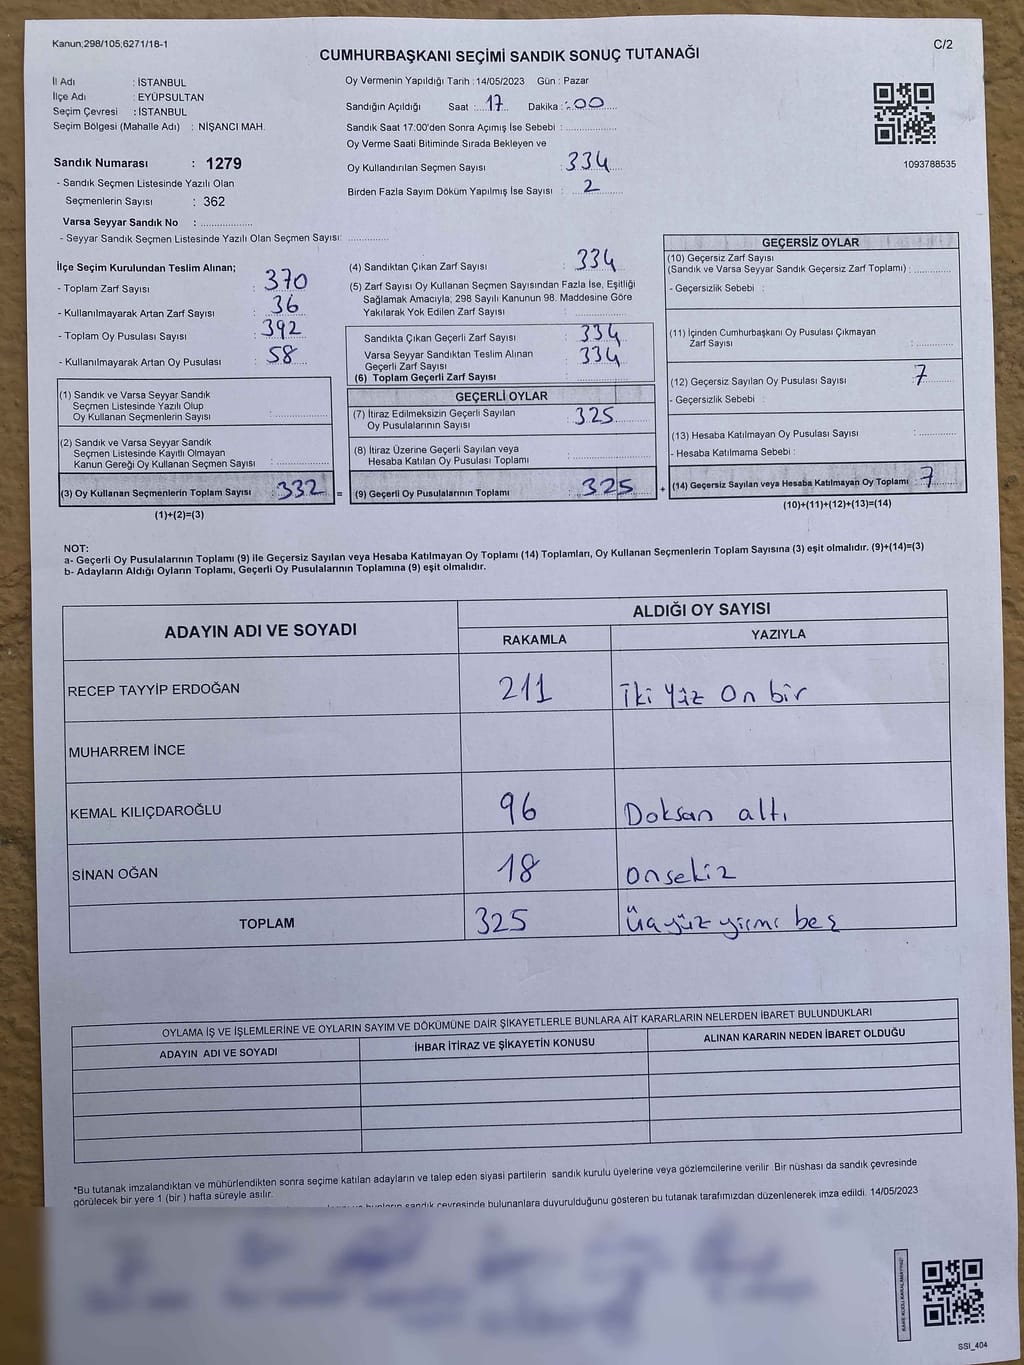 Kanun;298/105,6271/18-1
C/2
CUMHURBAŞKANI SEÇİMİ SANDIK SONUÇ TUTANAĞI
İl Adı : İSTANBUL
İlçe Adı : EYÜPSULTAN
Seçim Çevresi : İSTANBUL
Seçim Bölgesi (Mahalle Adı) : NİŞANCI MAH.
Sandık Numarası : 1279
- Sandık Seçmen Listesinde Yazılı Olan
Seçmenlerin Sayısı : 362
Varsa Seyyar Sandık No : ..................
- Seyyar Sandık Seçmen Listesinde Yazılı Olan Seçmen Sayısı: .............
Oy Vermenin Yapıldığı Tarih : 14/05/2023 Gün : Pazar
Sandığın Açıldığı Saat : 17 Dakika : 00
Sandık Saat 17:00'den Sonra Açımış İse Sebebi : ..................
Oy Verme Saati Bitiminde Sırada Bekleyen ve
Oy Kullandırılan Seçmen Sayısı : 334
Birden Fazla Sayım Döküm Yapılmış İse Sayısı : 2
1093788535
İlçe Seçim Kurulundan Teslim Alınan;
- Toplam Zarf Sayısı : 370
- Kullanılmayarak Artan Zarf Sayısı : 36
- Toplam Oy Pusulası Sayısı : 392
- Kullanılmayarak Artan Oy Pusulası : 58
(1) Sandık ve Varsa Seyyar Sandık
Seçmen Listesinde Yazılı Olup
Oy Kullanan Seçmenlerin Sayısı : ..................
(2) Sandık ve Varsa Seyyar Sandık
Seçmen Listesinde Kayıtlı Olmayan
Kanun Gereği Oy Kullanan Seçmen Sayısı : ..................
(3) Oy Kullanan Seçmenlerin Toplam Sayısı : 332 =
(1)+(2)=(3)
(4) Sandıktan Çıkan Zarf Sayısı : 334
(5) Zarf Sayısı Oy Kullanan Seçmen Sayısından Fazla İse, Eşitliği
Sağlamak Amacıyla, 298 Sayılı Kanunun 98. Maddesine Göre
Yakılarak Yok Edilen Zarf Sayısı : ..................
Sandıkta Çıkan Geçerli Zarf Sayısı : 334
Varsa Seyyar Sandıktan Teslim Alınan
Geçerli Zarf Sayısı : 334
(6) Toplam Geçerli Zarf Sayısı : ..................
GEÇERLİ OYLAR
(7) İtiraz Edilmeksizin Geçerli Sayılan
Oy Pusulalarının Sayısı : 325
(8) İtiraz Üzerine Geçerli Sayılan veya
Hesaba Katılan Oy Pusulası Toplamı : ..................
(9) Geçerli Oy Pusulalarının Toplamı : 325 +
GEÇERSİZ OYLAR
(10) Geçersiz Zarf Sayısı
(Sandık ve Varsa Seyyar Sandık Geçersiz Zarf Toplamı) : .............
- Geçersizlik Sebebi :
(11) İçinden Cumhurbaşkanı Oy Pusulası Çıkmayan
Zarf Sayısı : .............
(12) Geçersiz Sayılan Oy Pusulası Sayısı : 7
- Geçersizlik Sebebi :
(13) Hesaba Katılmayan Oy Pusulası Sayısı : .............
- Hesaba Katılmama Sebebi :
(14) Geçersiz Sayılan veya Hesaba Katılmayan Oy Toplamı : 7
(10)+(11)+(12)+(13)=(14)
NOT:
a- Geçerli Oy Pusulalarının Toplamı (9) ile Geçersiz Sayılan veya Hesaba Katılmayan Oy Toplamı (14) Toplamları, Oy Kullanan Seçmenlerin Toplam Sayısına (3) eşit olmalıdır. (9)+(14)=(3)
b- Adayların Aldığı Oyların Toplamı, Geçerli Oy Pusulalarının Toplamına (9) eşit olmalıdır.
ADAYIN ADI VE SOYADI
ALDIĞI OY SAYISI
RAKAMLA YAZIYLA
RECEP TAYYİP ERDOĞAN 211 İki Yüz On bir
MUHARREM İNCE
KEMAL KILIÇDAROĞLU 96 Doksan altı
SİNAN OĞAN 18 onsekiz
TOPLAM 325 üçyüz yirmi beş
OYLAMA İŞ VE İŞLEMLERİNE VE OYLARIN SAYIM VE DÖKÜMÜNE DAİR ŞİKAYETLERLE BUNLARA AİT KARARLARIN NELERDEN İBARET BULUNDUKLARI
ADAYIN ADI VE SOYADI İHBAR İTİRAZ VE ŞİKAYETİN KONUSU ALINAN KARARIN NEDEN İBARET OLDUĞU
*Bu tutanak imzalandıktan ve mühürlendikten sonra seçime katılan adayların ve talep eden siyasi partilerin sandık kurulu üyelerine veya gözlemcilerine verilir. Bir nüshası da sandık çevresinde
görülecek bir yere 1 (bir) hafta süreyle asılır.
sandık çevresinde bulunanlara duyurulduğunu gösteren bu tutanak tarafımızdan düzenlenerek imza edildi. 14/05/2023
SSI_404